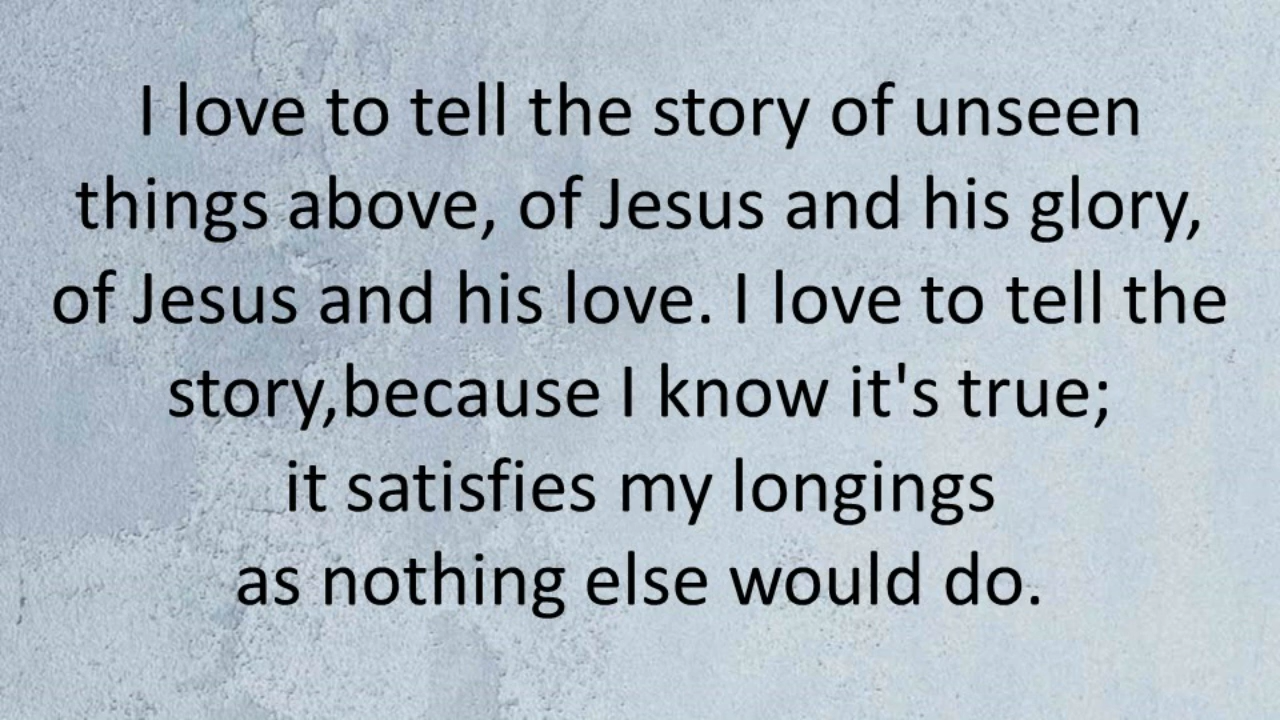 I love to tell the story of unseen
things above, of Jesus and his glory,
of Jesus and his love. I love to tell the
story,because I know it's true;
it satisfies my longings
as nothing else would do.